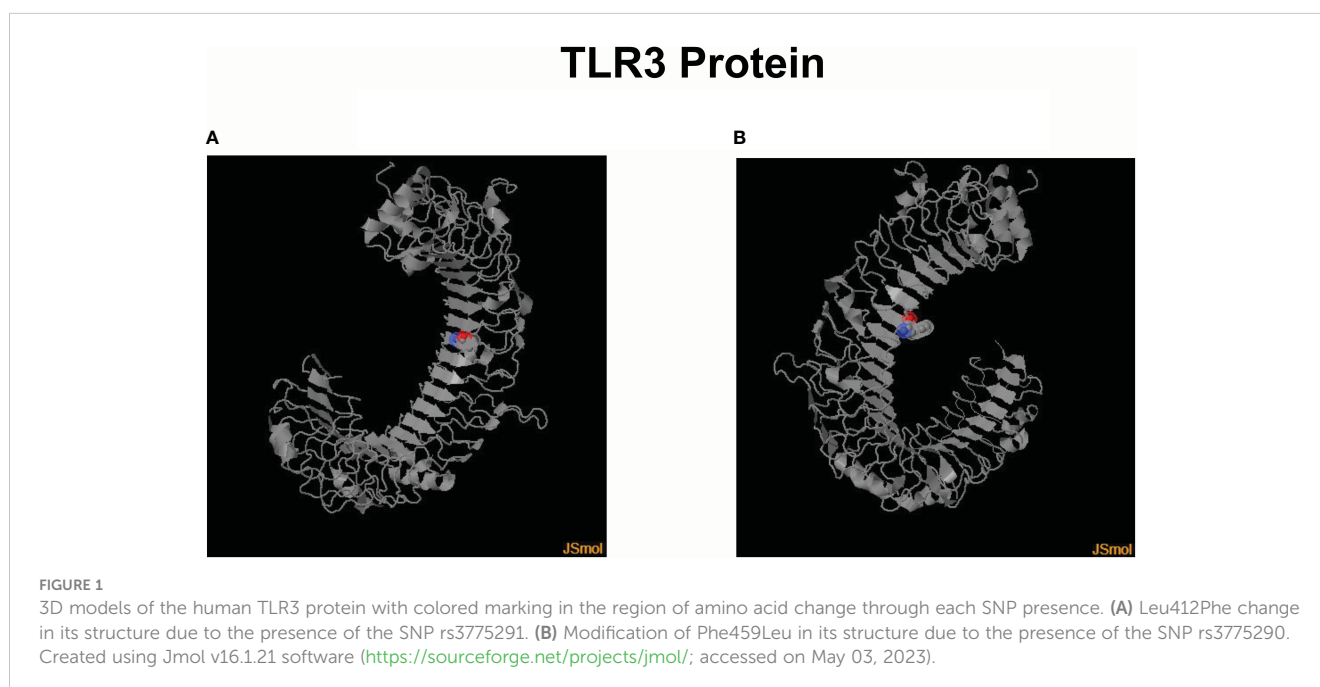 TLR3 Protein
A
B
JSmol
JSmol
FIGURE 1
3D models of the human TLR3 protein with colored marking in the region of amino acid change through each SNP presence. (A) Leu412Phe change
in its structure due to the presence of the SNP rs3775291. (B) Modification of Phe459Leu in its structure due to the presence of the SNP rs3775290.
Created using Jmol v16.1.21 software (https://sourceforge.net/projects/jmol/; accessed on May 03, 2023).